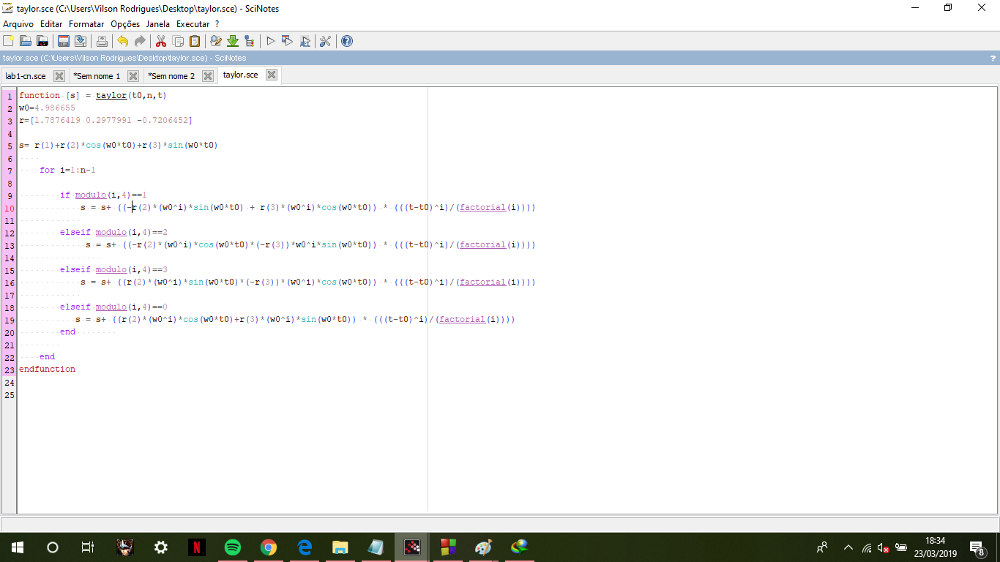 taylor.sce (C:\Users\Vilson Rodrigues\Desktop\taylor.sce) - SciNotes
Arquivo Editar Formatar Opções Janela Executar ?
taylor.sce (C:\Users\Vilson Rodrigues\Desktop\taylor.sce) - SciNotes ?
lab1-cn.sce *Sem nome 1 *Sem nome 2 taylor.sce
1 function [s] = taylor(t0,n,t)
2 w0=4.986655
3 r=[1.7876419 0.2977991 -0.7206452]
4
5 s= r(1)+r(2)*cos(w0*t0)+r(3)*sin(w0*t0)
6
7 for i=1:n-1
8
9 if modulo(i,4)==1
10 s = s+ ((-r(2)*(w0^i)*sin(w0*t0) + r(3)*(w0^i)*cos(w0*t0)) * (((t-t0)^i)/(factorial(i))))
11
12 elseif modulo(i,4)==2
13 s = s+ ((-r(2)*(w0^i)*cos(w0*t0)*(-r(3))*w0^i*sin(w0*t0)) * (((t-t0)^i)/(factorial(i))))
14
15 elseif modulo(i,4)==3
16 s = s+ ((r(2)*(w0^i)*sin(w0*t0)*(-r(3))*(w0^i)*cos(w0*t0)) * (((t-t0)^i)/(factorial(i))))
17
18 elseif modulo(i,4)==0
19 s = s+ ((r(2)*(w0^i)*cos(w0*t0)+r(3)*(w0^i)*sin(w0*t0)) * (((t-t0)^i)/(factorial(i))))
20 end
21
22 end
23 endfunction
24
25
18:34
23/03/2019
8